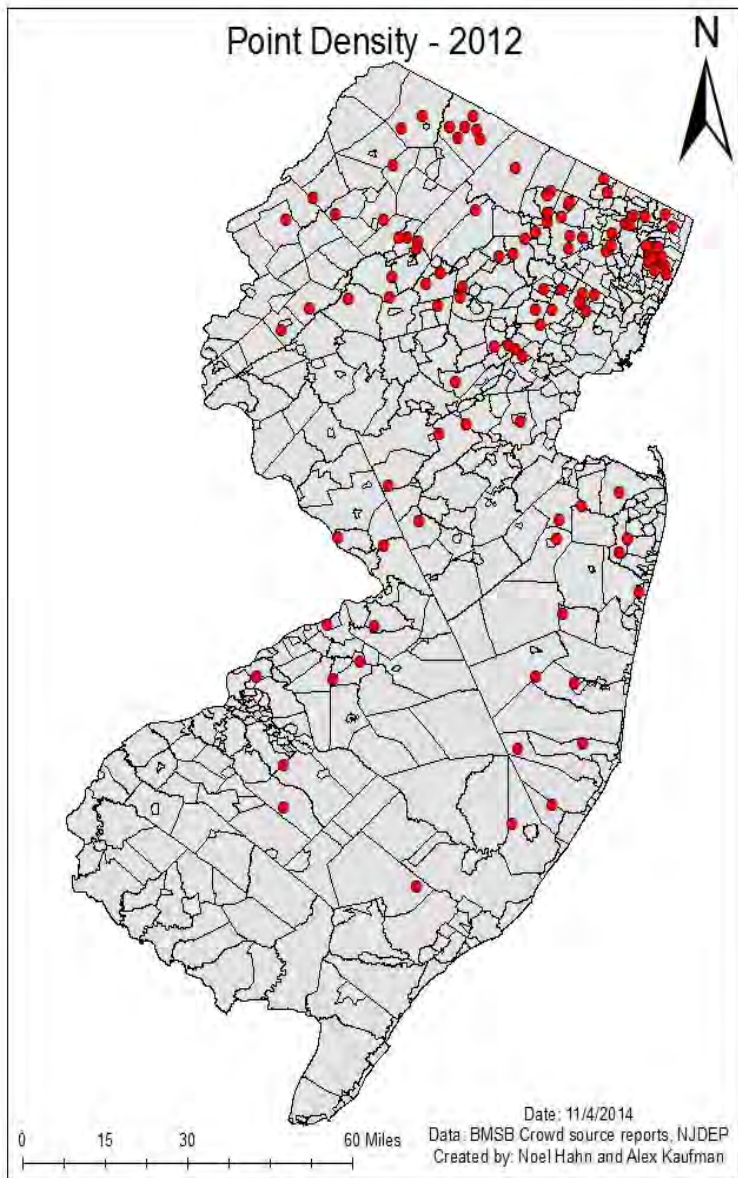 Point Density - 2012
N
Date: 11/4/2014
0 15 30 60 Miles
Data: BMSB Crowd source reports, NJDEP
Created by: Noel Hahn and Alex Kaufman